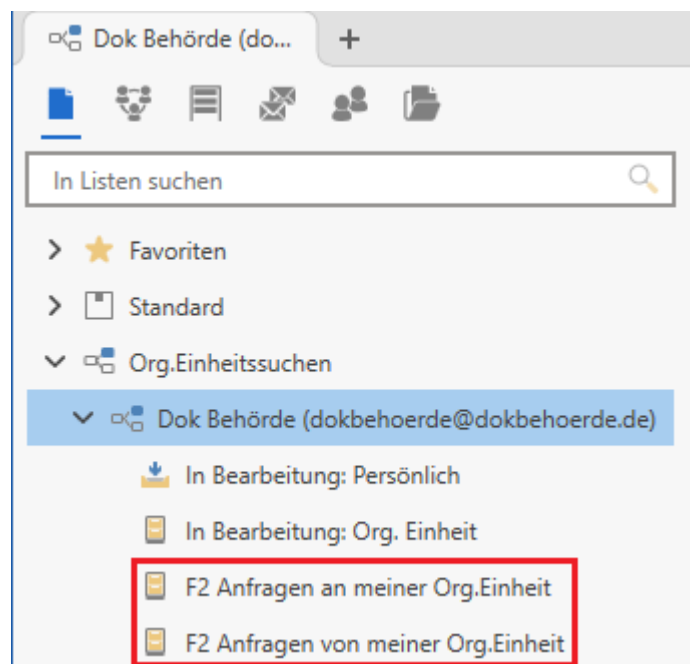 Dok Behörde (do...
+
In Listen suchen
Favoriten
Standard
Org.Einheitssuchen
Dok Behörde (dokbehoerde@dokbehoerde.de)
In Bearbeitung: Persönlich
In Bearbeitung: Org. Einheit
F2 Anfragen an meiner Org.Einheit
F2 Anfragen von meiner Org.Einheit